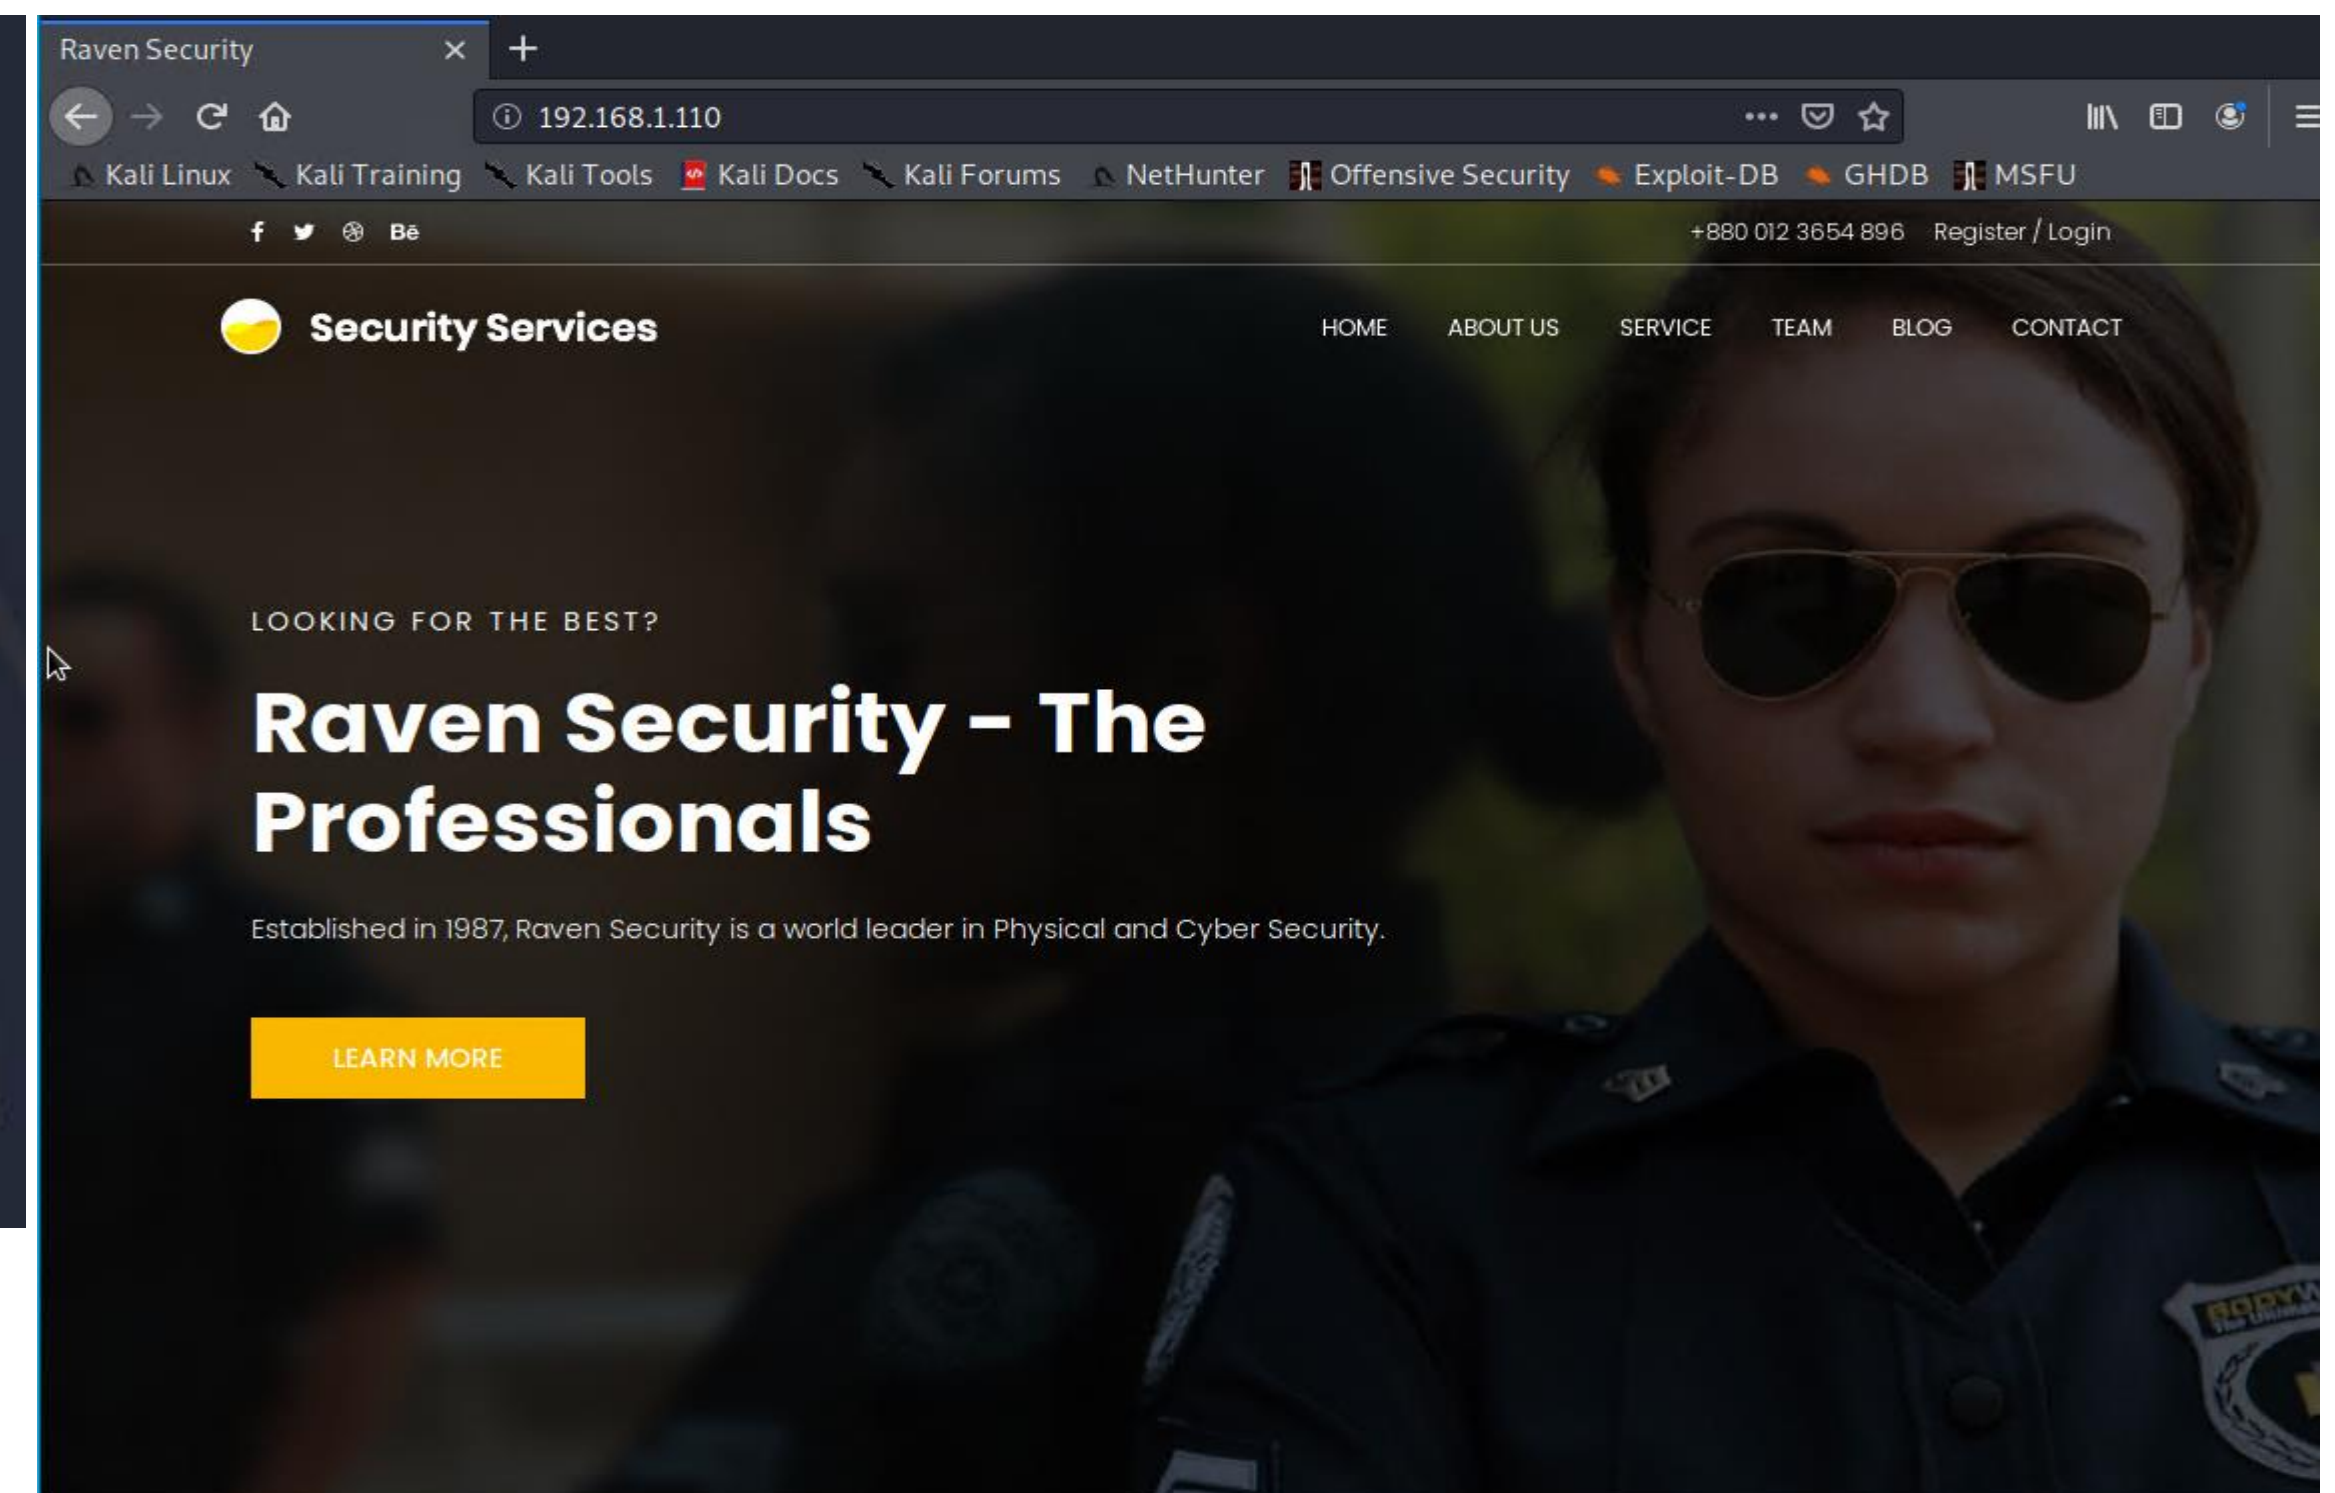 Raven Security
192.168.1.110
Kali Linux Kali Training Kali Tools Kali Docs Kali Forums NetHunter Offensive Security Exploit-DB GHDB MSFU
Bē +880 012 3654 896 Register / Login
Security Services HOME ABOUT US SERVICE TEAM BLOG CONTACT
LOOKING FOR THE BEST?
Raven Security - The
Professionals
Established in 1987, Raven Security is a world leader in Physical and Cyber Security.
LEARN MORE